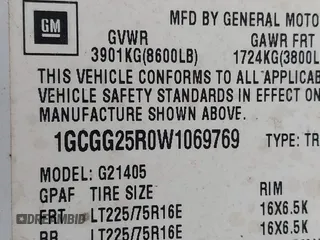 MFD BY GENERAL MOTO
GM
GVWR GAWR FRT
3901KG(8600LB) 1724KG(3800L
THIS VEHICLE CONFORMS TO ALL APPLICABL
VEHICLE SAFETY STANDARDS IN EFFECT ON
MANUFACTURE SHOWN ABOVE.
1GCGG25R0W1069769 TYPE: TR
MODEL: G21405
GPAF TIRE SIZE RIM
FRT LT225/75R16E 16X6.5K
RR LT225/75R16E 16X6.5K
DREAMBID